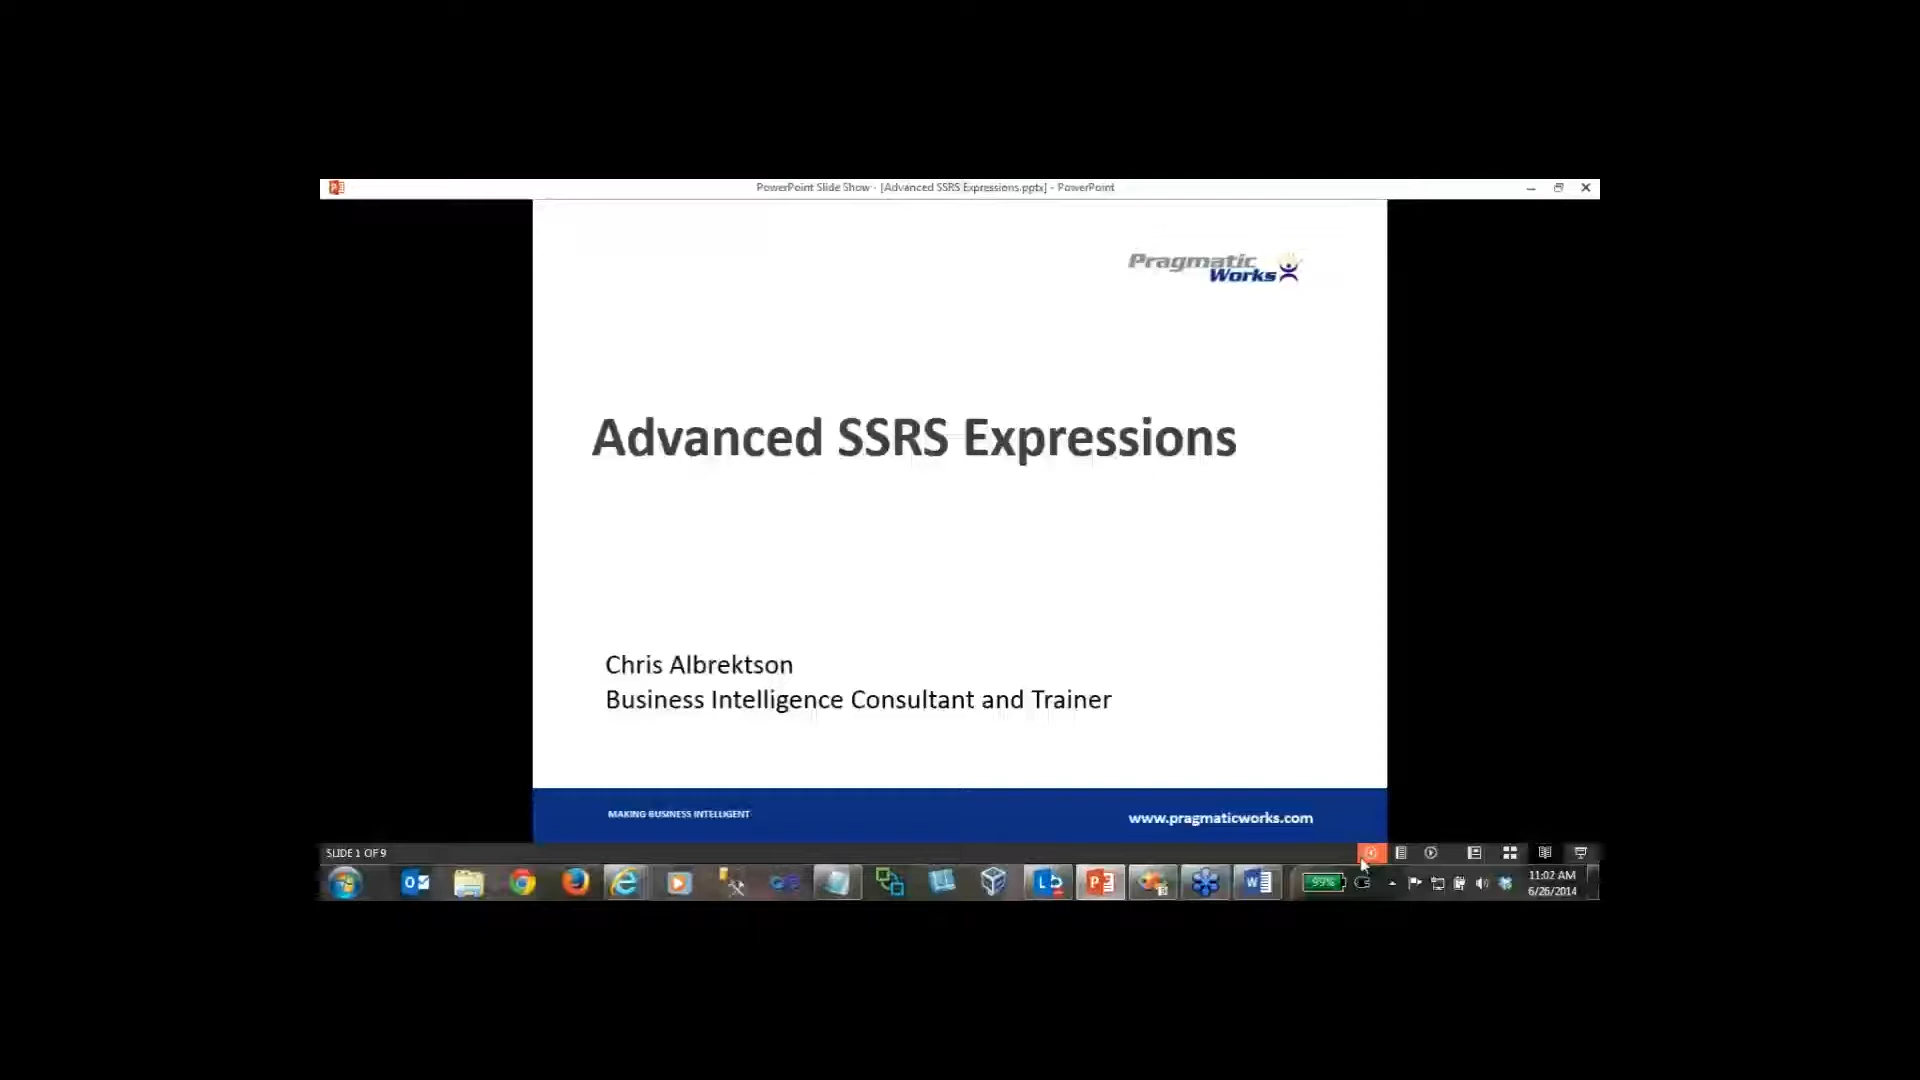 PowerPoint Slide Show - [Advanced SSRS Expressions.pptx] - PowerPoint
Pragmatic
Works
Advanced SSRS Expressions
Chris Albrektson
Business Intelligence Consultant and Trainer
MAKING BUSINESS INTELLIGENT
www.pragmaticworks.com
SLIDE 1 OF 9
99%
11:02 AM
6/26/2014